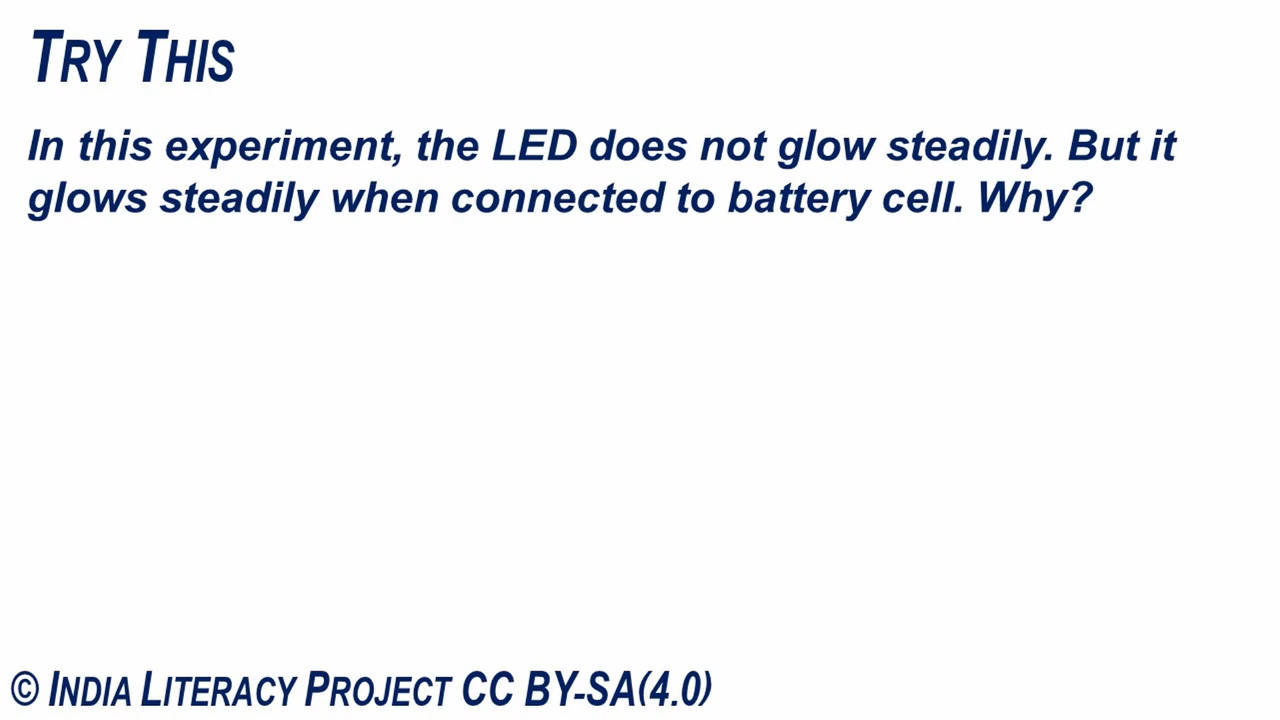 Try This
In this experiment, the LED does not glow steadily. But it
glows steadily when connected to battery cell. Why?
© India Literacy Project CC BY-SA(4.0)